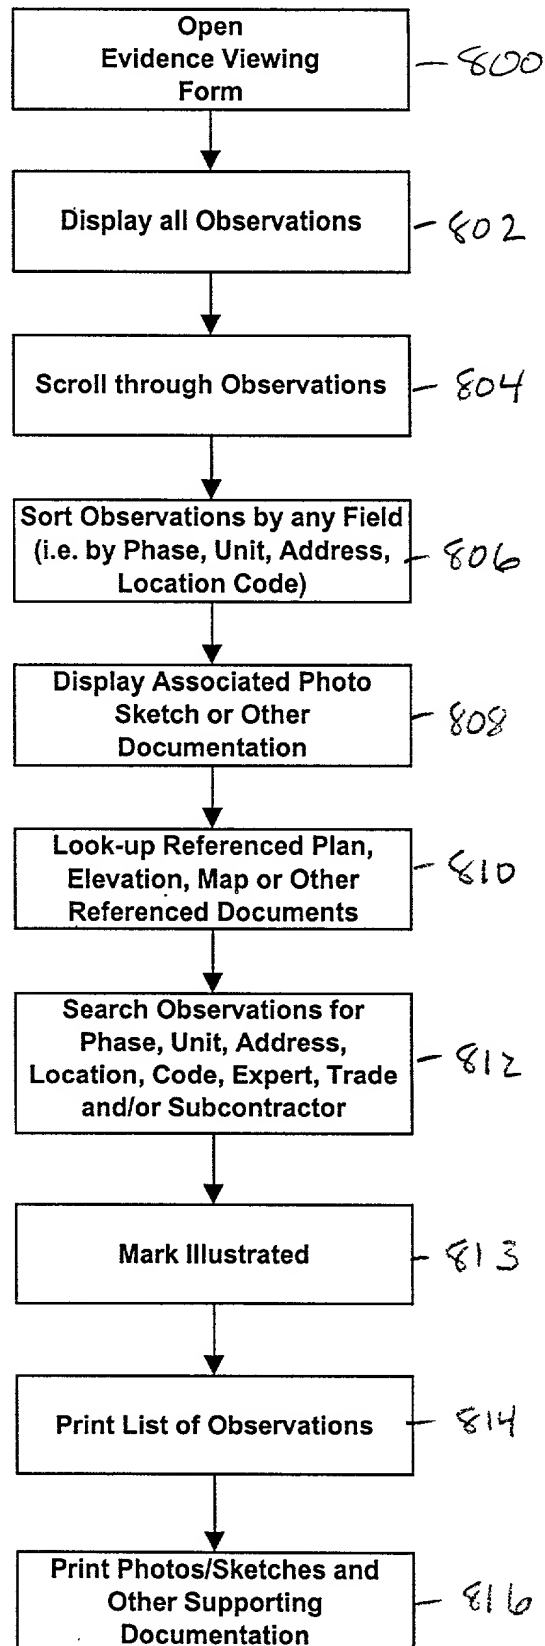 Open
Evidence Viewing
Form
800
Display all Observations
802
Scroll through Observations
804
Sort Observations by any Field
(i.e. by Phase, Unit, Address,
Location Code)
806
Display Associated Photo
Sketch or Other
Documentation
808
Look-up Referenced Plan,
Elevation, Map or Other
Referenced Documents
810
Search Observations for
Phase, Unit, Address,
Location, Code, Expert, Trade
and/or Subcontractor
812
Mark Illustrated
813
Print List of Observations
814
Print Photos/Sketches and
Other Supporting
Documentation
816